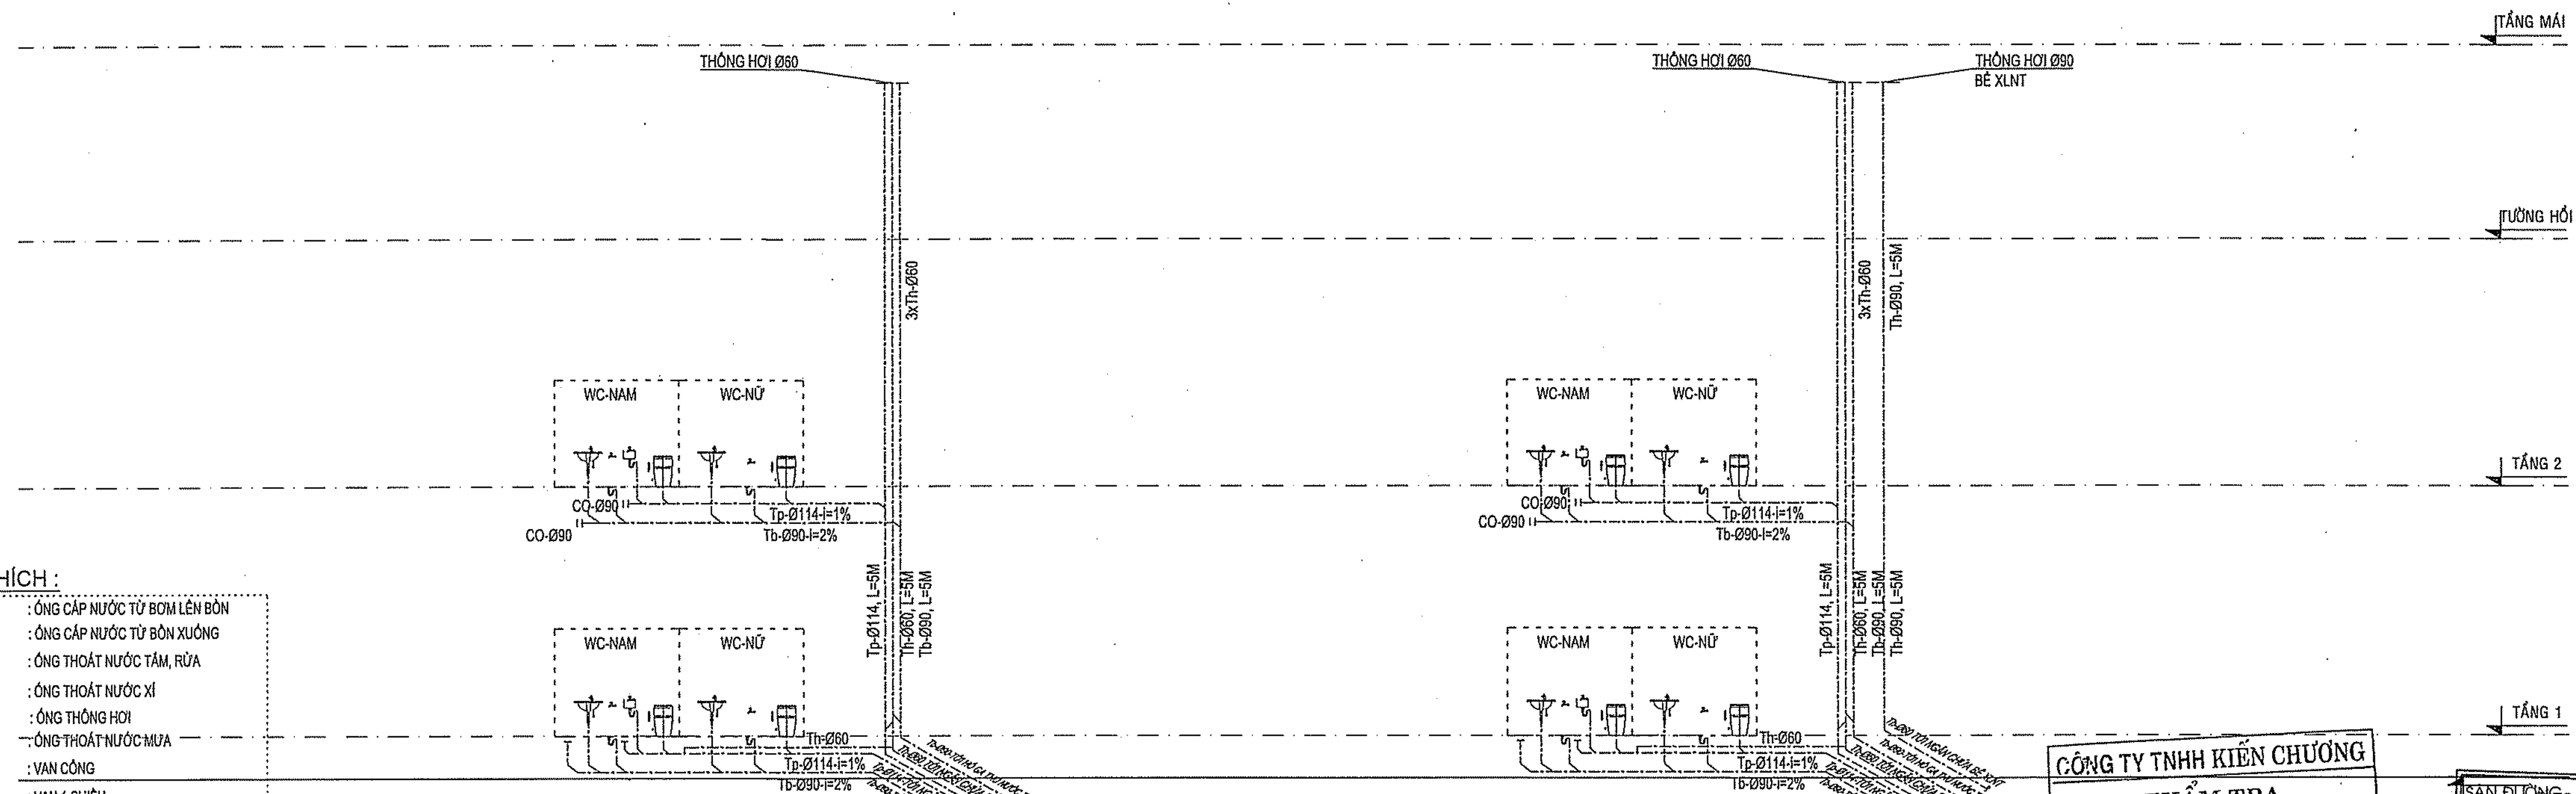 TẦNG MÁI
THÔNG HƠI Ø60
THÔNG HƠI Ø60
THÔNG HƠI Ø90
BỂ XLNT
TƯỜNG HỒI
3xTh-Ø60
3xTh-Ø60
Th-Ø90, L=5M
WC-NAM
WC-NỮ
WC-NAM
WC-NỮ
TẦNG 2
CO-Ø90
Tp-Ø114-i=1%
CO-Ø90
Tb-Ø90-i=2%
CO-Ø90
Tp-Ø114-i=1%
CO-Ø90
Tb-Ø90-i=2%
Tp-Ø114, L=5M
Th-Ø60, L=5M
Tb-Ø90, L=5M
Tp-Ø114, L=5M
Th-Ø60, L=5M
Tb-Ø90, L=5M
Th-Ø90, L=5M
HÍCH :
: ỐNG CẤP NƯỚC TỪ BƠM LÊN BỒN
: ỐNG CẤP NƯỚC TỪ BỒN XUỐNG
: ỐNG THOÁT NƯỚC TẮM, RỬA
: ỐNG THOÁT NƯỚC XÍ
: ỐNG THÔNG HƠI
: ỐNG THOÁT NƯỚC MƯA
: VAN CỔNG
WC-NAM
WC-NỮ
WC-NAM
WC-NỮ
TẦNG 1
Th-Ø60
Tp-Ø114-i=1%
Tb-Ø90-i=2%
Th-Ø60
Tp-Ø114-i=1%
Tb-Ø90-i=2%
CÔNG TY TNHH KIẾN CHƯƠNG